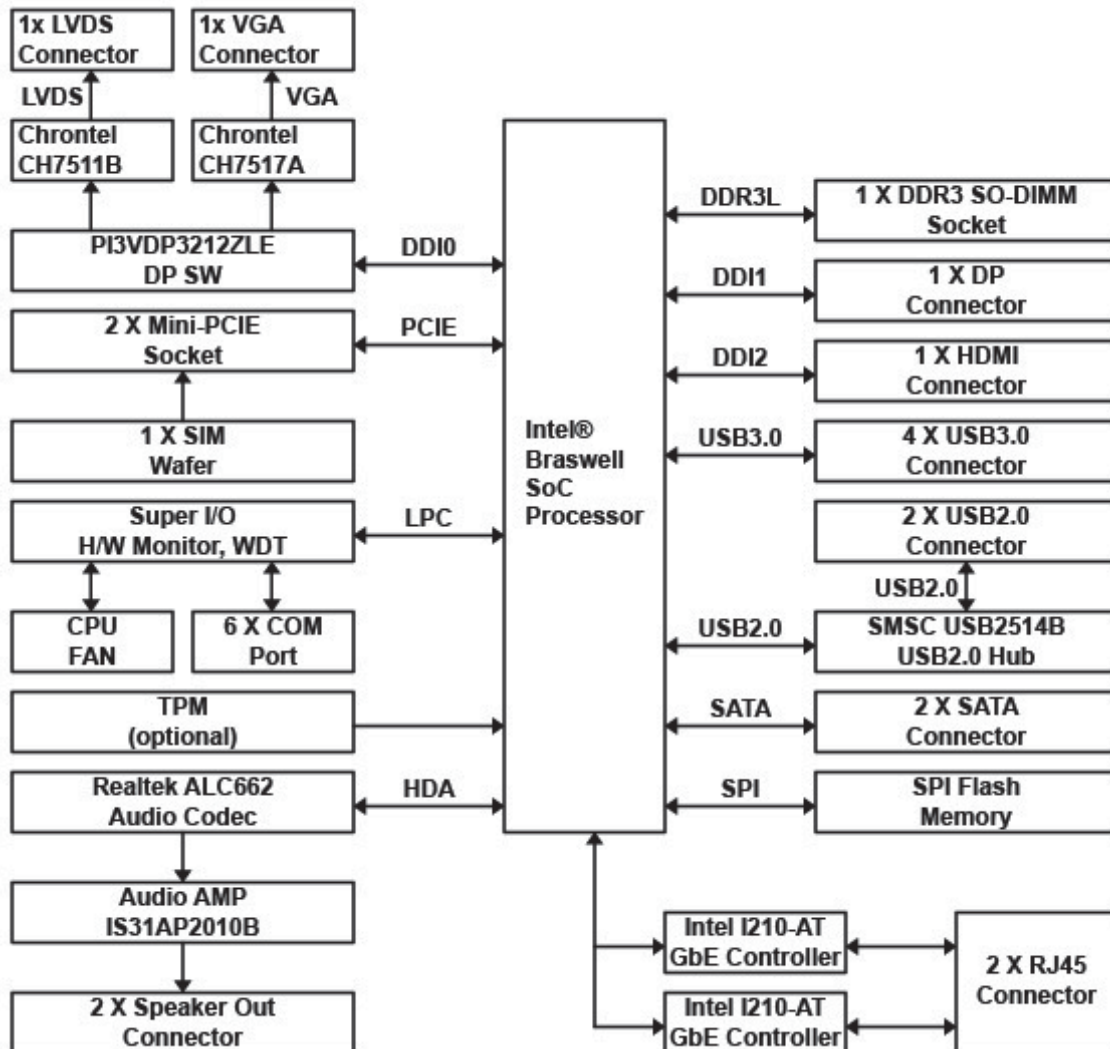 1x LVDS
Connector
1x VGA
Connector
LVDS
VGA
Chrontel
CH7511B
Chrontel
CH7517A
PI3VDP3212ZLE
DP SW
DDI0
2 X Mini-PCIE
Socket
PCIE
1 X SIM
Wafer
Super I/O
H/W Monitor, WDT
LPC
CPU
FAN
6 X COM
Port
TPM
(optional)
Realtek ALC662
Audio Codec
HDA
Audio AMP
IS31AP2010B
2 X Speaker Out
Connector
Intel®
Braswell
SoC
Processor
DDR3L
1 X DDR3 SO-DIMM
Socket
DDI1
1 X DP
Connector
DDI2
1 X HDMI
Connector
USB3.0
4 X USB3.0
Connector
2 X USB2.0
Connector
USB2.0
USB2.0
SMSC USB2514B
USB2.0 Hub
SATA
2 X SATA
Connector
SPI
SPI Flash
Memory
Intel I210-AT
GbE Controller
Intel I210-AT
GbE Controller
2 X RJ45
Connector